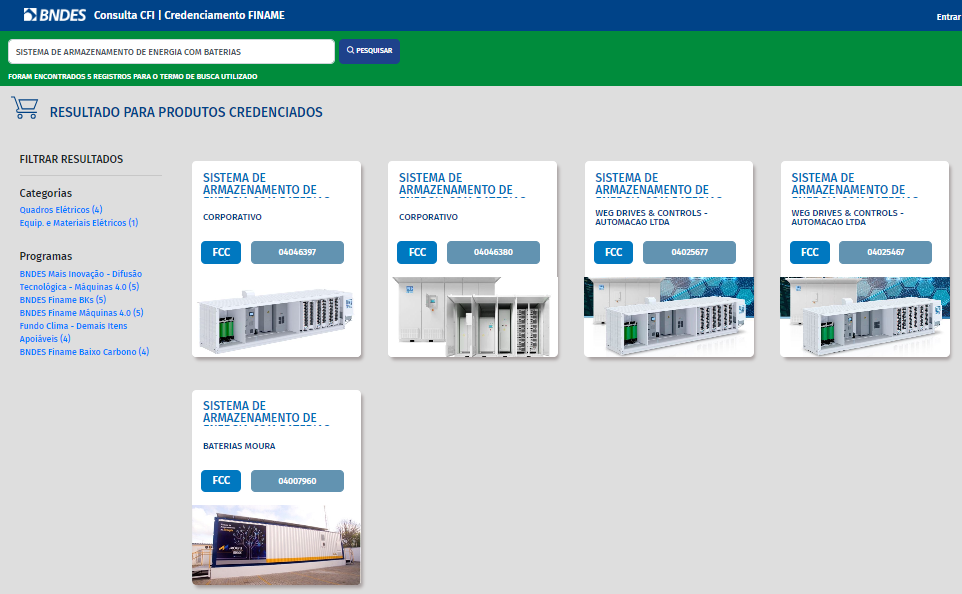 BNDES Consulta CFI | Credenciamento FINAME
Entrar
SISTEMA DE ARMAZENAMENTO DE ENERGIA COM BATERIAS
PESQUISAR
FORAM ENCONTRADOS 5 REGISTROS PARA O TERMO DE BUSCA UTILIZADO
RESULTADO PARA PRODUTOS CREDENCIADOS
FILTRAR RESULTADOS
Categorias
Quadros Elétricos (4)
Equip. e Materiais Elétricos (1)
Programas
BNDES Mais Inovação - Difusão
Tecnológica - Máquinas 4.0 (5)
BNDES Finame BKs (5)
BNDES Finame Máquinas 4.0 (5)
Fundo Clima - Demais Itens
Apoiáveis (4)
BNDES Finame Baixo Carbono (4)
SISTEMA DE
ARMAZENAMENTO DE
CORPORATIVO
FCC
04046397
SISTEMA DE
ARMAZENAMENTO DE
CORPORATIVO
FCC
04046380
SISTEMA DE
ARMAZENAMENTO DE
WEG DRIVES & CONTROLS -
AUTOMACAO LTDA
FCC
04025677
SISTEMA DE
ARMAZENAMENTO DE
WEG DRIVES & CONTROLS -
AUTOMACAO LTDA
FCC
04025467
SISTEMA DE
ARMAZENAMENTO DE
BATERIAS MOURA
FCC
04007960